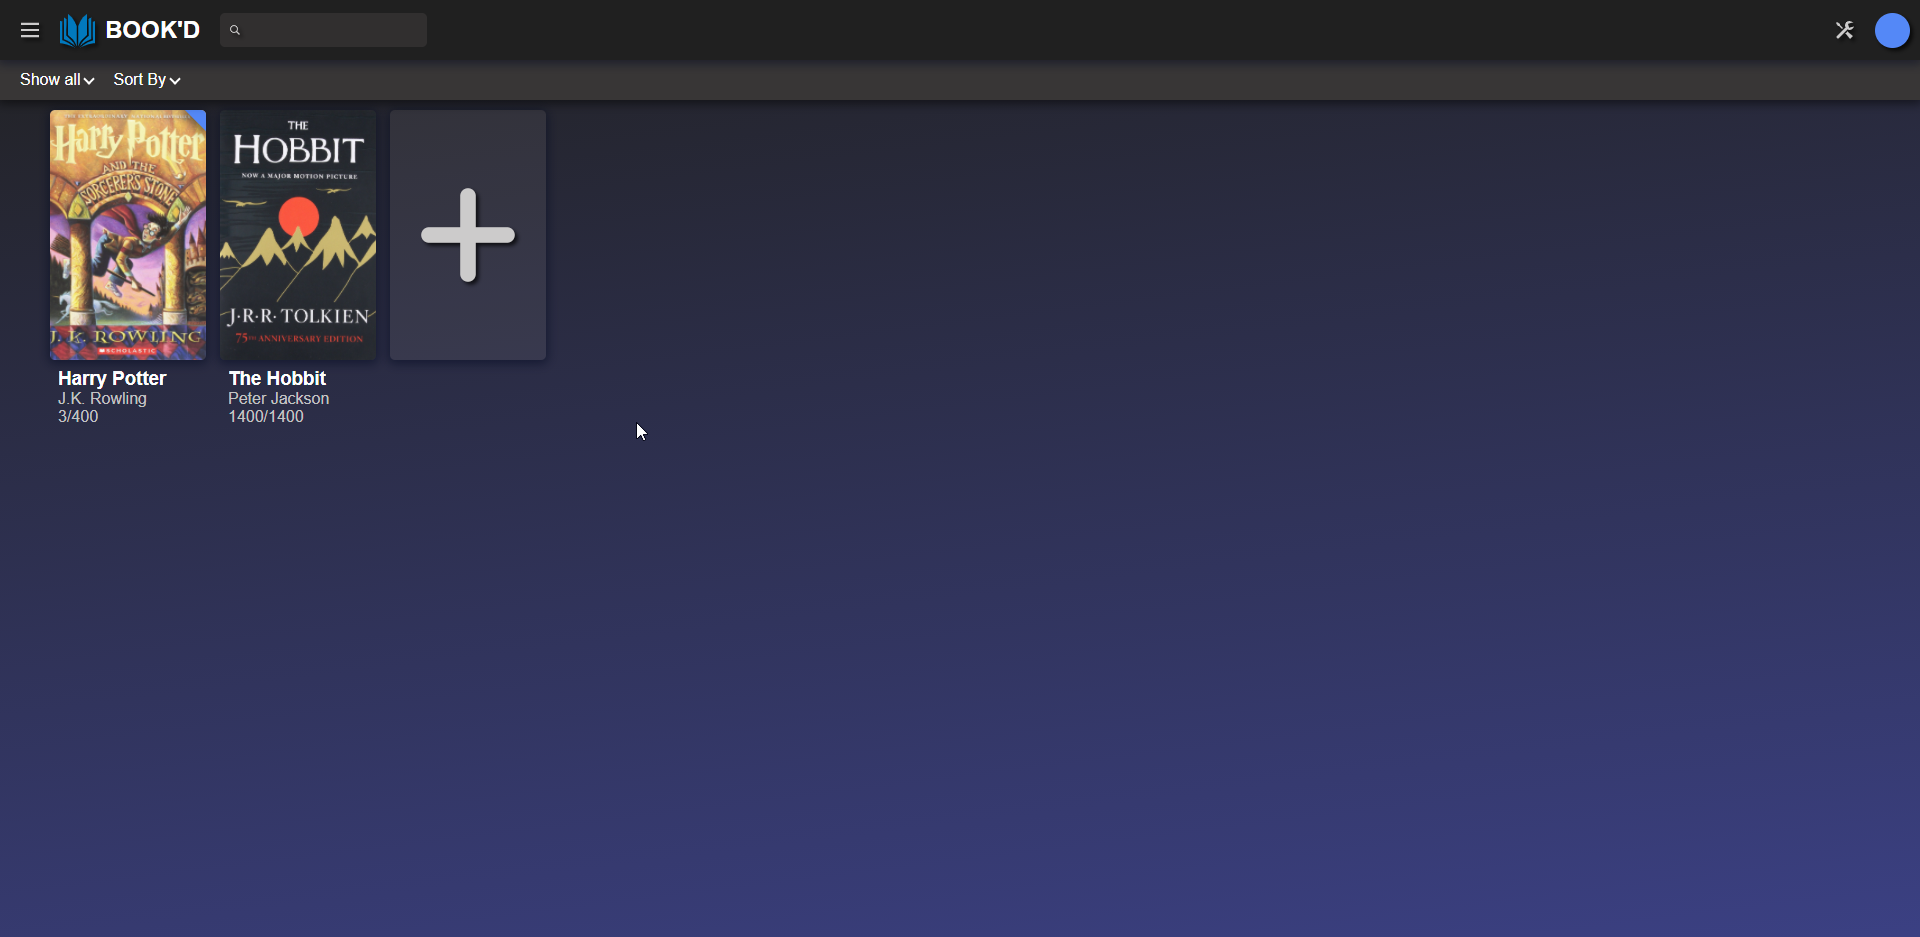 BOOK'D
Show all
Sort By
Harry Potter
AND THE
SORCERER'S STONE
J. K. ROWLING
SCHOLASTIC
THE
HOBBIT
NOW A MAJOR MOTION PICTURE
J·R·R·TOLKIEN
75TH ANNIVERSARY EDITION
Harry Potter
J.K. Rowling
3/400
The Hobbit
Peter Jackson
1400/1400